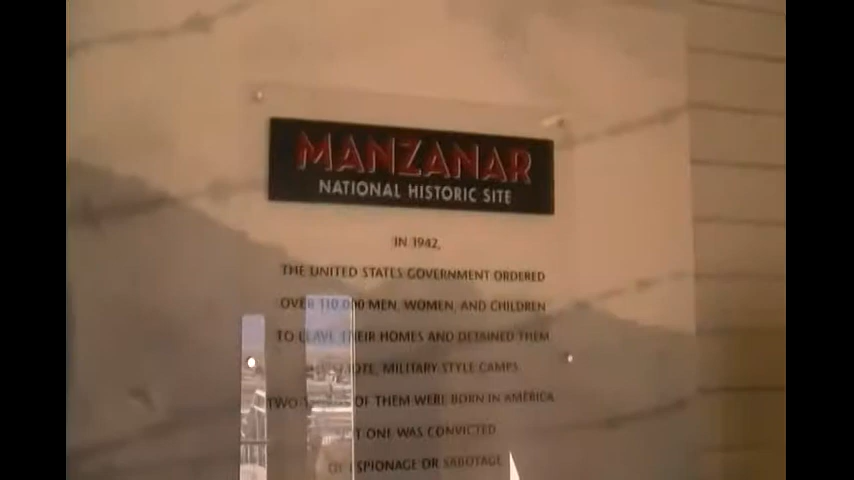 MANZANAR
NATIONAL HISTORIC SITE
IN 1942,
THE UNITED STATES GOVERNMENT ORDERED
OVER 110,000 MEN, WOMEN, AND CHILDREN
TO LEAVE THEIR HOMES AND DETAINED THEM
MILITARY STYLE CAMPS.
OF THEM WERE BORN IN AMERICA
ONE WAS CONVICTED
OF ESPIONAGE OR SABOTAGE